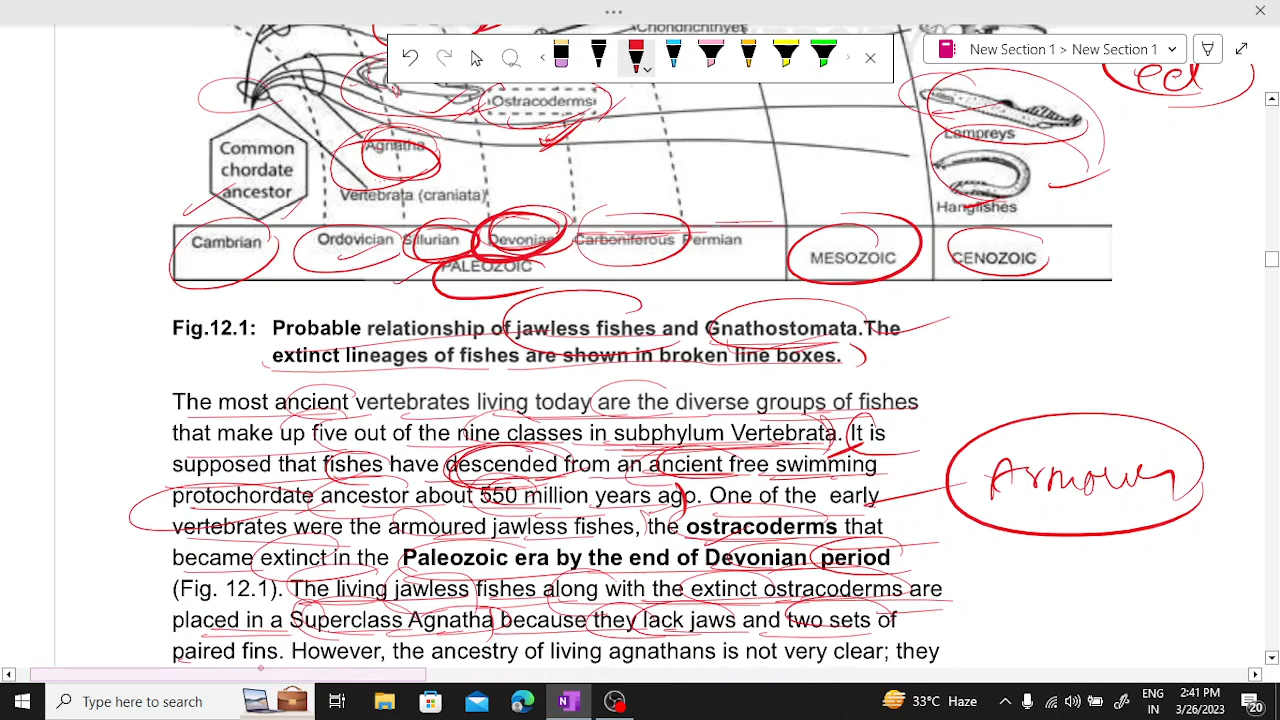 Chondrichthyes
New Section 1 > New Section 1
ed
Ostracoderms
Lampreys
Common
chordate
ancestor
Agnatha
Vertebrata (craniata)
Hangfishes
Cambrian
Ordovician
Sillurian
Devonian
Carboniferous
Permian
PALEOZOIC
MESOZOIC
CENOZOIC
Fig.12.1: Probable relationship of jawless fishes and Gnathostomata.The
extinct lineages of fishes are shown in broken line boxes.
The most ancient vertebrates living today are the diverse groups of fishes
that make up five out of the nine classes in subphylum Vertebrata. It is
supposed that fishes have descended from an ancient free swimming
protochordate ancestor about 550 million years ago. One of the early
vertebrates were the armoured jawless fishes, the ostracoderms that
became extinct in the Paleozoic era by the end of Devonian period
(Fig. 12.1). The living jawless fishes along with the extinct ostracoderms are
placed in a Superclass Agnatha because they lack jaws and two sets of
paired fins. However, the ancestry of living agnathans is not very clear; they
Type here to search
33°C Haze
ENG
IN
2:41 PM
3/26/2023
20